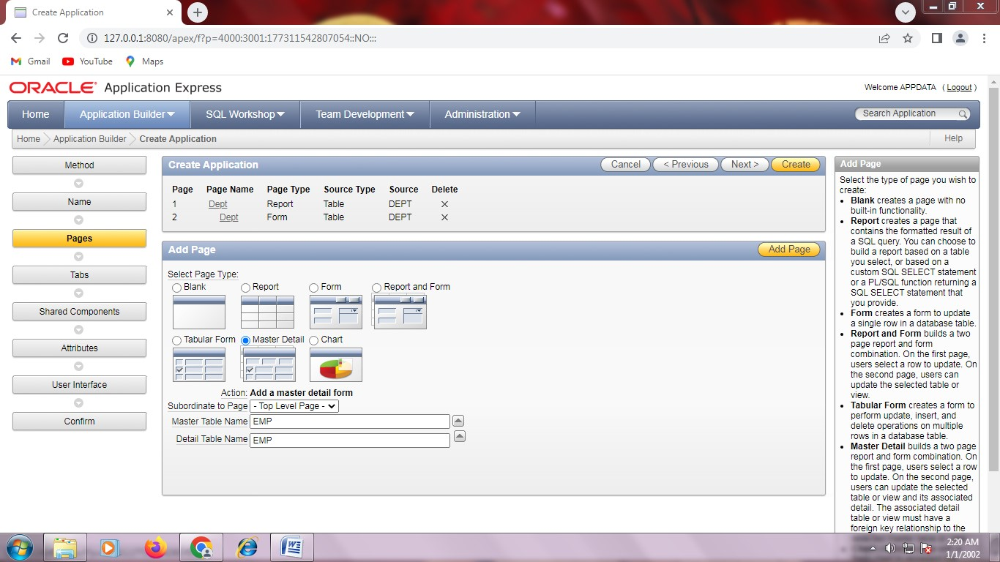 Create Application
127.0.0.1:8080/apex/f?p=4000:3001:177311542807054::NO:::
Gmail YouTube Maps
ORACLE Application Express
Welcome APPDATA ( Logout )
Home Application Builder SQL Workshop Team Development Administration Search Application
Home Application Builder Create Application Help
Method
Name
Pages
Tabs
Shared Components
Attributes
User Interface
Confirm
Create Application Cancel < Previous Next > Create
Page Page Name Page Type Source Type Source Delete
1 Dept Report Table DEPT X
2 Dept Form Table DEPT X
Add Page Add Page
Select Page Type:
Blank Report Form Report and Form
Tabular Form Master Detail Chart
Action: Add a master detail form
Subordinate to Page - Top Level Page -
Master Table Name EMP
Detail Table Name EMP
Add Page
Select the type of page you wish to
create:
• Blank creates a page with no
built-in functionality.
• Report creates a page that
contains the formatted result of
a SQL query. You can choose to
build a report based on a table
you select, or based on a
custom SQL SELECT statement
or a PL/SQL function returning a
SQL SELECT statement that
you provide.
• Form creates a form to update
a single row in a database table.
• Report and Form builds a two
page report and form
combination. On the first page,
users select a row to update. On
the second page, users can
update the selected table or
view.
• Tabular Form creates a form to
perform update, insert, and
delete operations on multiple
rows in a database table.
• Master Detail builds a two page
report and form combination. On
the first page, users select a row
to update. On the second page,
users can update the selected
table or view and its associated
detail. The associated detail
table or view must have a
foreign key relationship to the
2:20 AM
1/1/2002